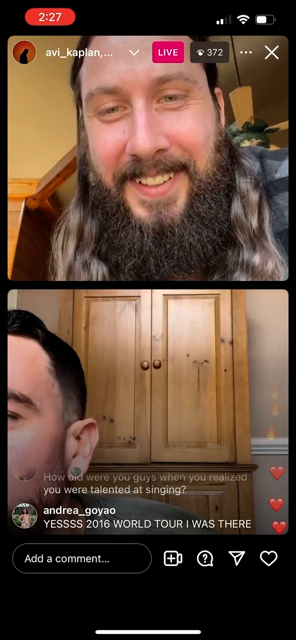 2:27
avi_kaplan,...
LIVE
372
How old were you guys when you realized
you were talented at singing?
andrea_goyao
YESSSS 2016 WORLD TOUR I WAS THERE
Add a comment...